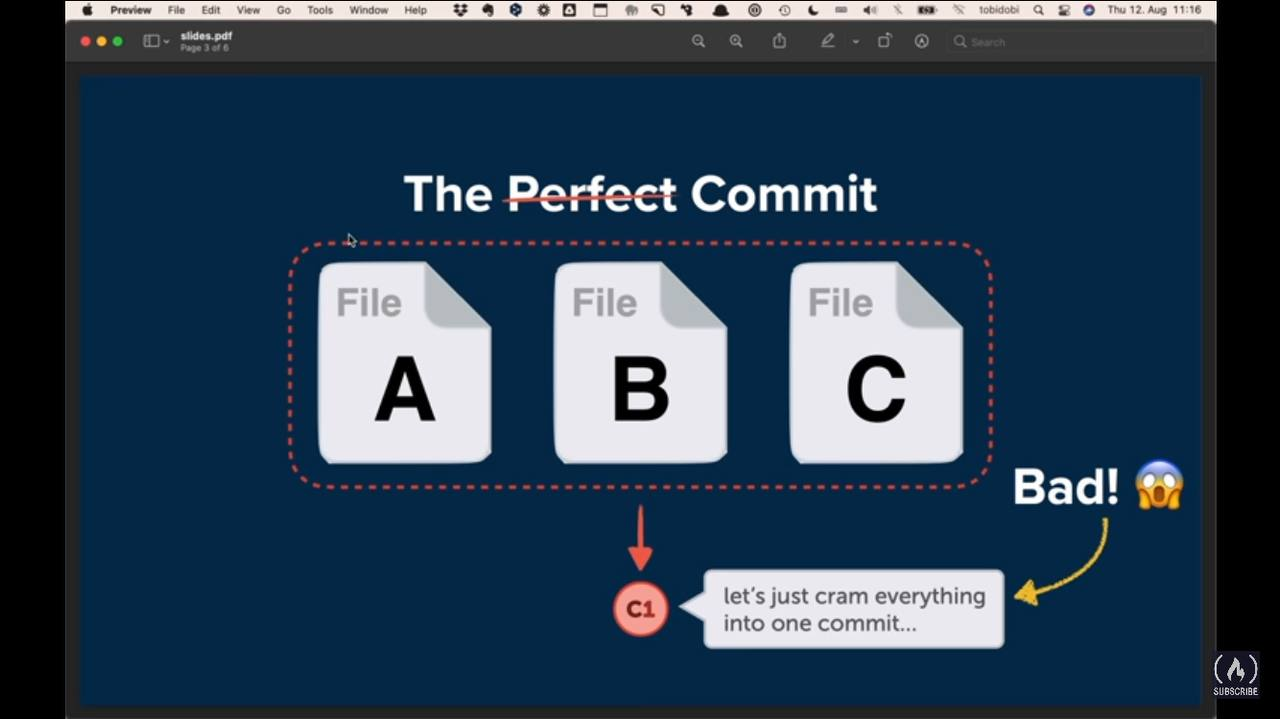 Preview File Edit View Go Tools Window Help tobidobi Thu 12. Aug 11:16
slides.pdf
Page 3 of 6
Search
The Perfect Commit
File File File
A B C
Bad!
C1
let's just cram everything
into one commit...
SUBSCRIBE